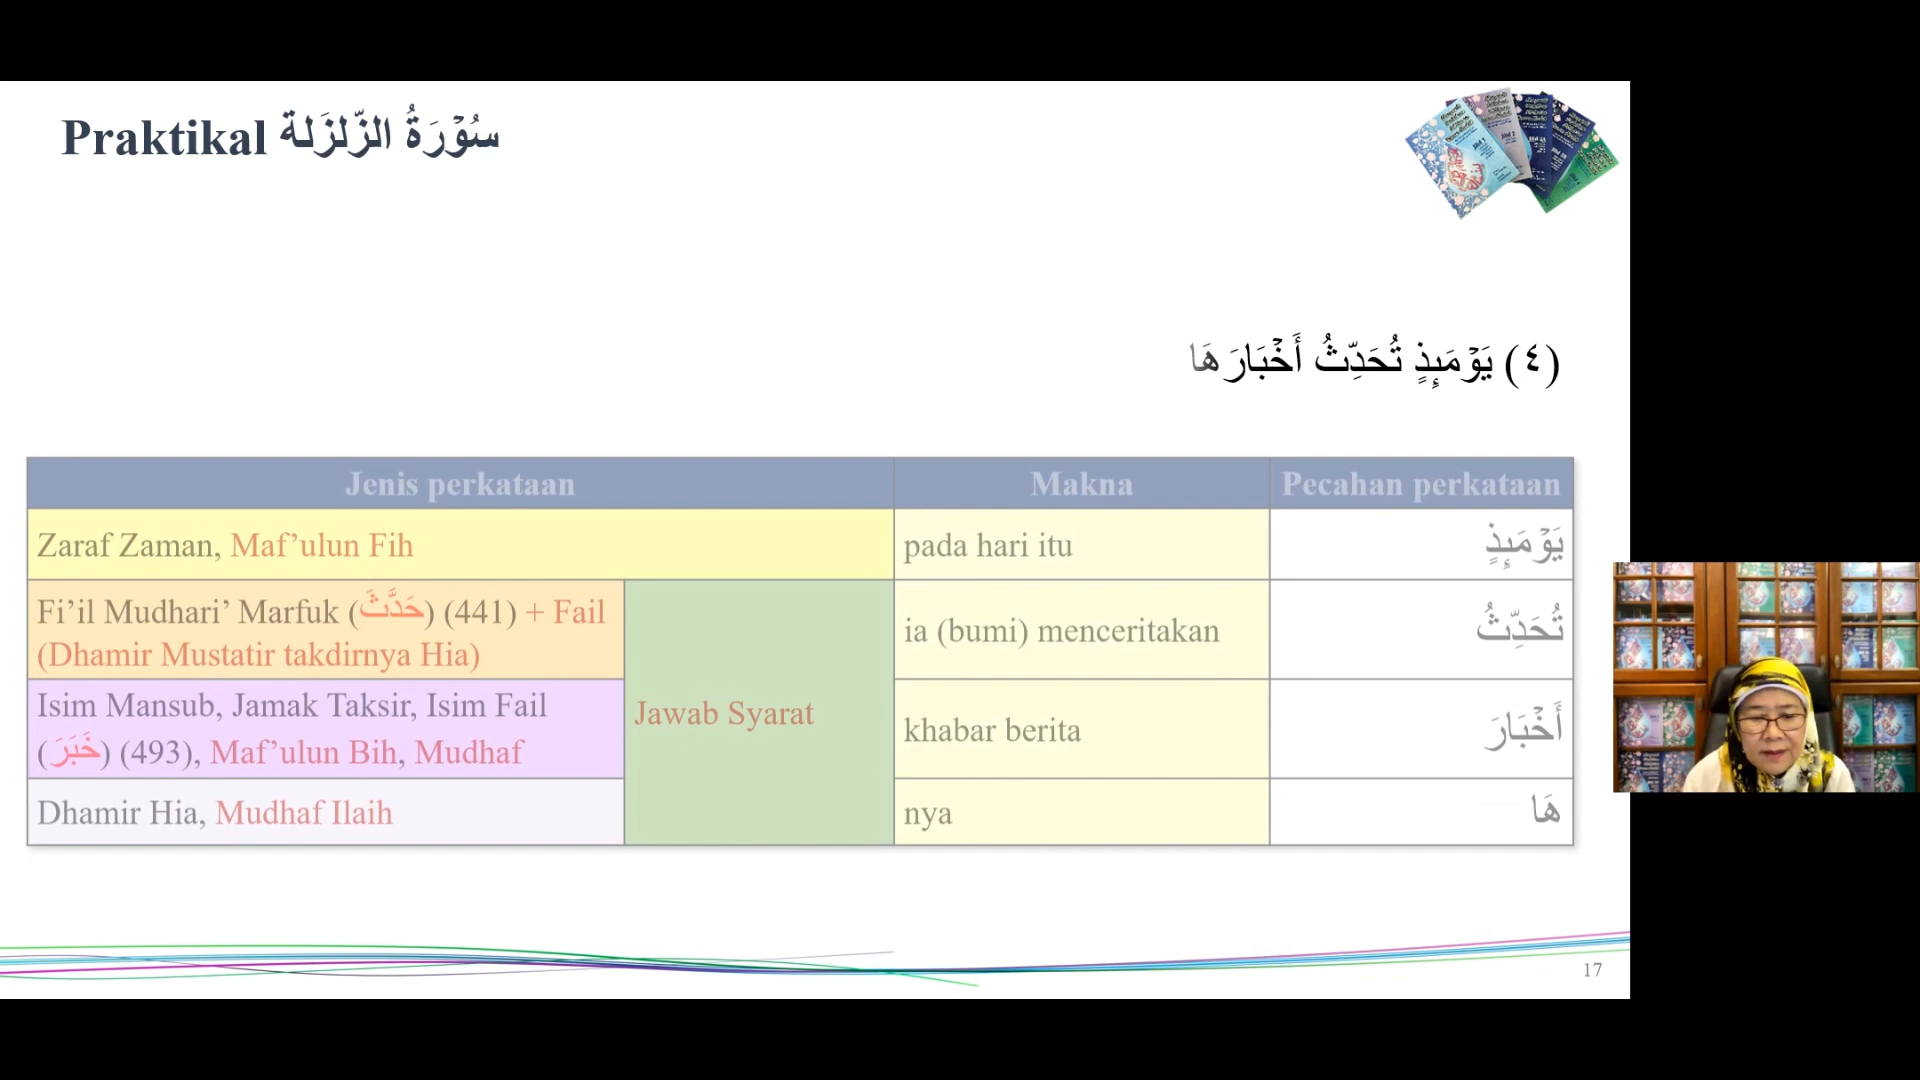 Praktikal سُوْرَةُ الزّلزَلة
(٤) يَوْمَىِٕذٍ تُحَدِّثُ أَخْبَارَهَا
Jenis perkataan Makna Pecahan perkataan
Zaraf Zaman, Maf’ulun Fih pada hari itu يَوْمَىِٕذٍ
Fi’il Mudhari’ Marfuk (حَدَّثَ) (441) + Fail
(Dhamir Mustatir takdirnya Hia)
ia (bumi) menceritakan تُحَدِّثُ
Isim Mansub, Jamak Taksir, Isim Fail
(خَبَرَ) (493), Maf’ulun Bih, Mudhaf
Jawab Syarat
khabar berita أَخْبَارَ
Dhamir Hia, Mudhaf Ilaih nya هَا
17